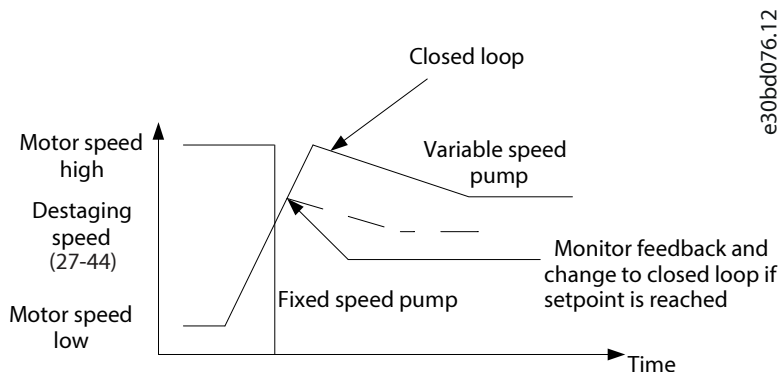 e30bd076.12
Closed loop
Motor speed
high
Variable speed
pump
Destaging
speed
(27-44)
Monitor feedback and
change to closed loop if
setpoint is reached
Fixed speed pump
Motor speed
low
Time